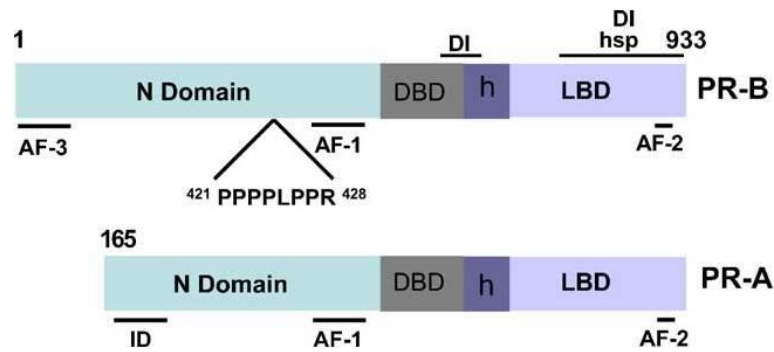 1 DI DI
hsp 933
N Domain DBD h LBD PR-B
AF-3 AF-1 AF-2
421 PPPPLPPR 428
165
N Domain DBD h LBD PR-A
ID AF-1 AF-2